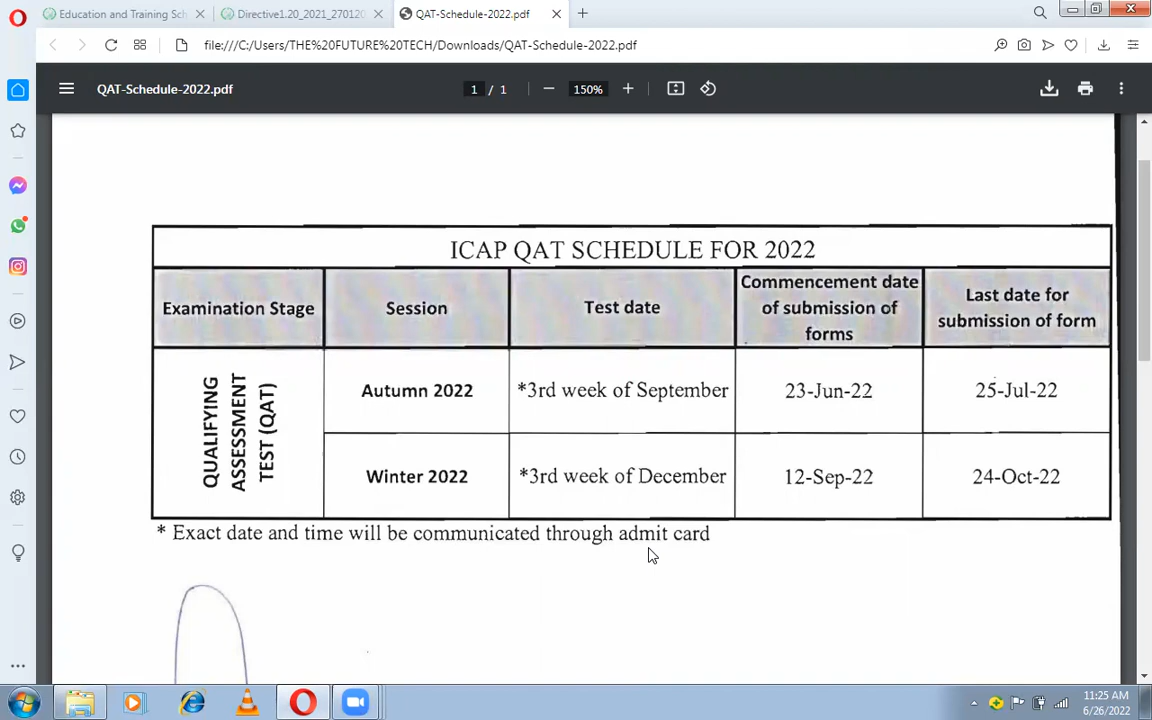 Education and Training Sch
Directive1.20_2021_270120
QAT-Schedule-2022.pdf
file:///C:/Users/THE%20FUTURE%20TECH/Downloads/QAT-Schedule-2022.pdf
QAT-Schedule-2022.pdf
1 / 1
150%
ICAP QAT SCHEDULE FOR 2022
Examination Stage
Session
Test date
Commencement date
of submission of
forms
Last date for
submission of form
QUALIFYING
ASSESSMENT
TEST (QAT)
Autumn 2022
*3rd week of September
23-Jun-22
25-Jul-22
Winter 2022
*3rd week of December
12-Sep-22
24-Oct-22
* Exact date and time will be communicated through admit card
11:25 AM
6/26/2022